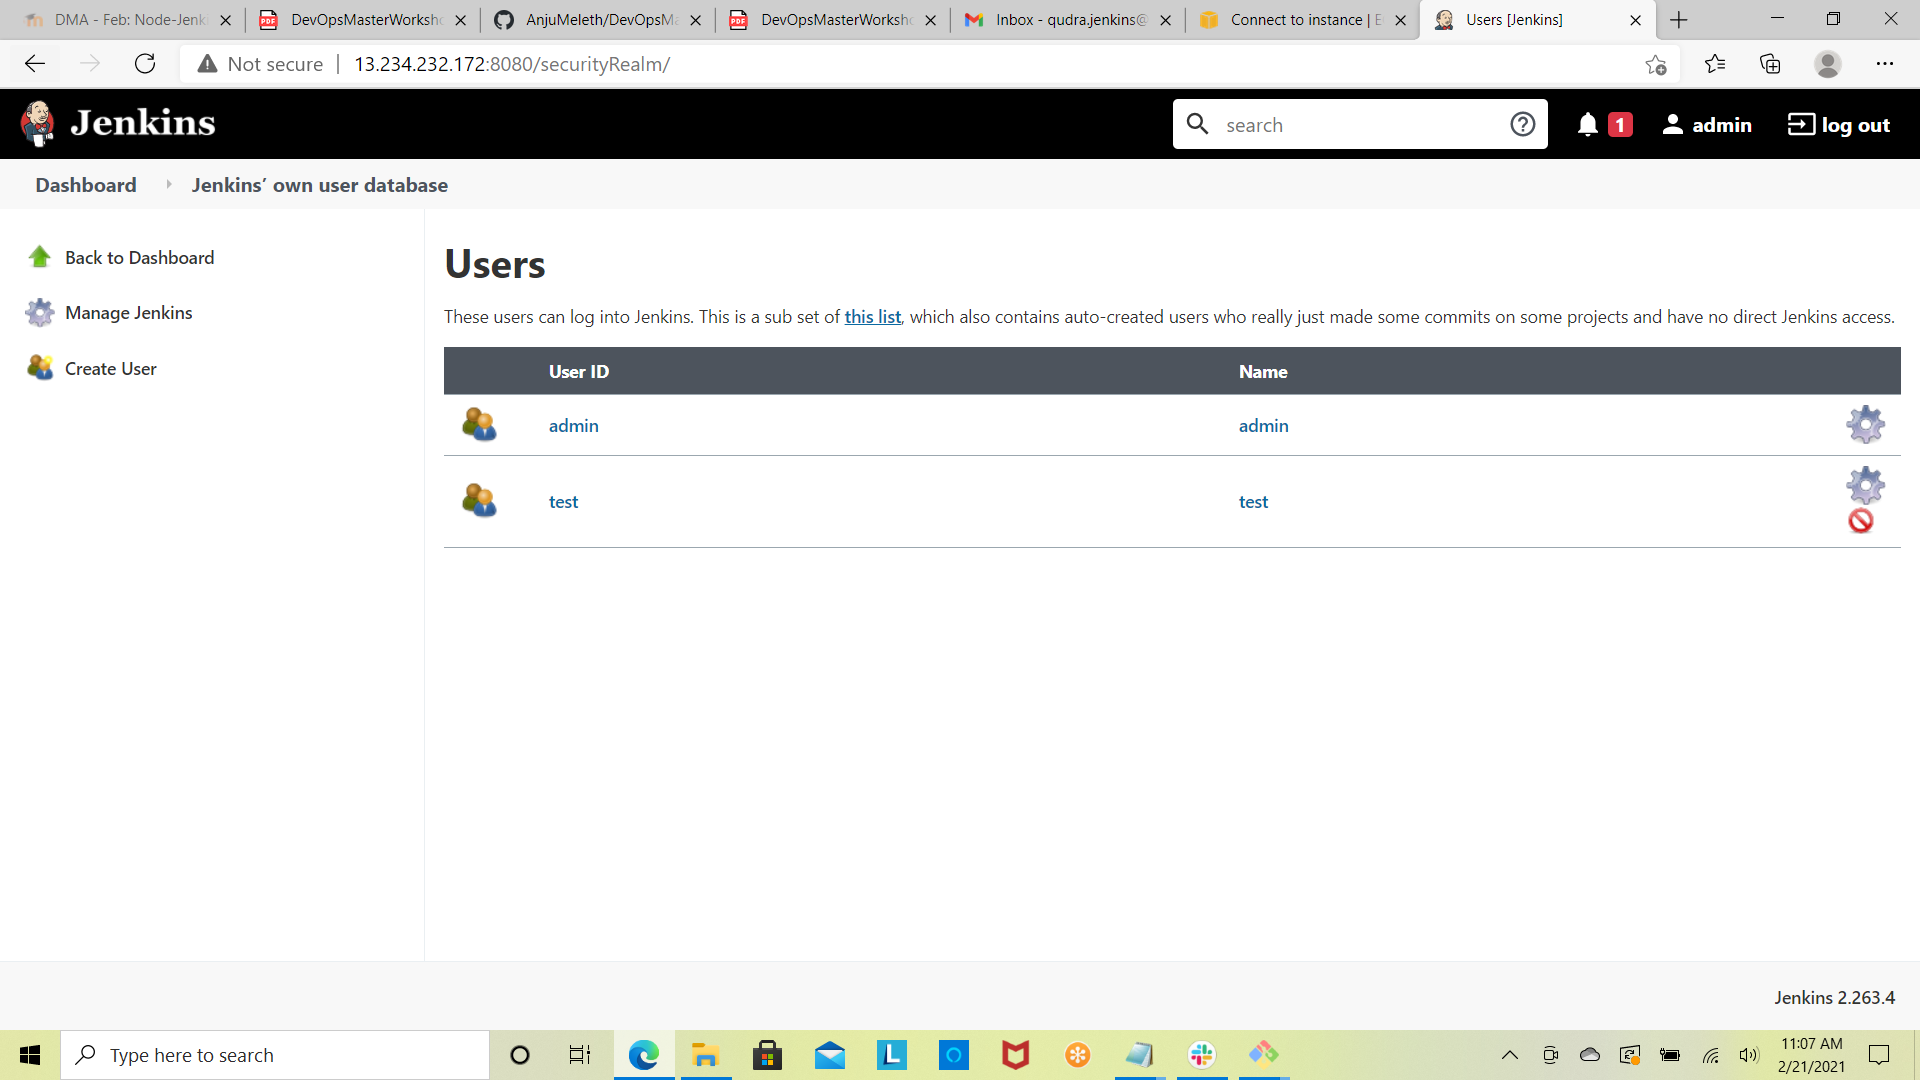 DMA - Feb: Node-Jenk
DevOpsMasterWorksho
AnjuMeleth/DevOpsMa
DevOpsMasterWorksho
Inbox - qudra.jenkins@
Connect to instance | E
Users [Jenkins]
Not secure | 13.234.232.172:8080/securityRealm/
Jenkins
search
1
admin
log out
Dashboard
Jenkins’ own user database
Back to Dashboard
Manage Jenkins
Create User
Users
These users can log into Jenkins. This is a sub set of this list, which also contains auto-created users who really just made some commits on some projects and have no direct Jenkins access.
User ID Name
admin admin
test test
Jenkins 2.263.4
Type here to search
11:07 AM
2/21/2021